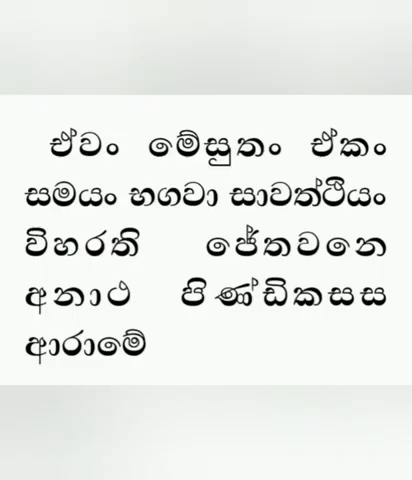 ඒවං මේසුතං ඒකං
සමයං භගවා සාවත්ථියං
විහරති ජේතවනෙ
අනාථ පිණ්ඩිකසස
ආරාමේ